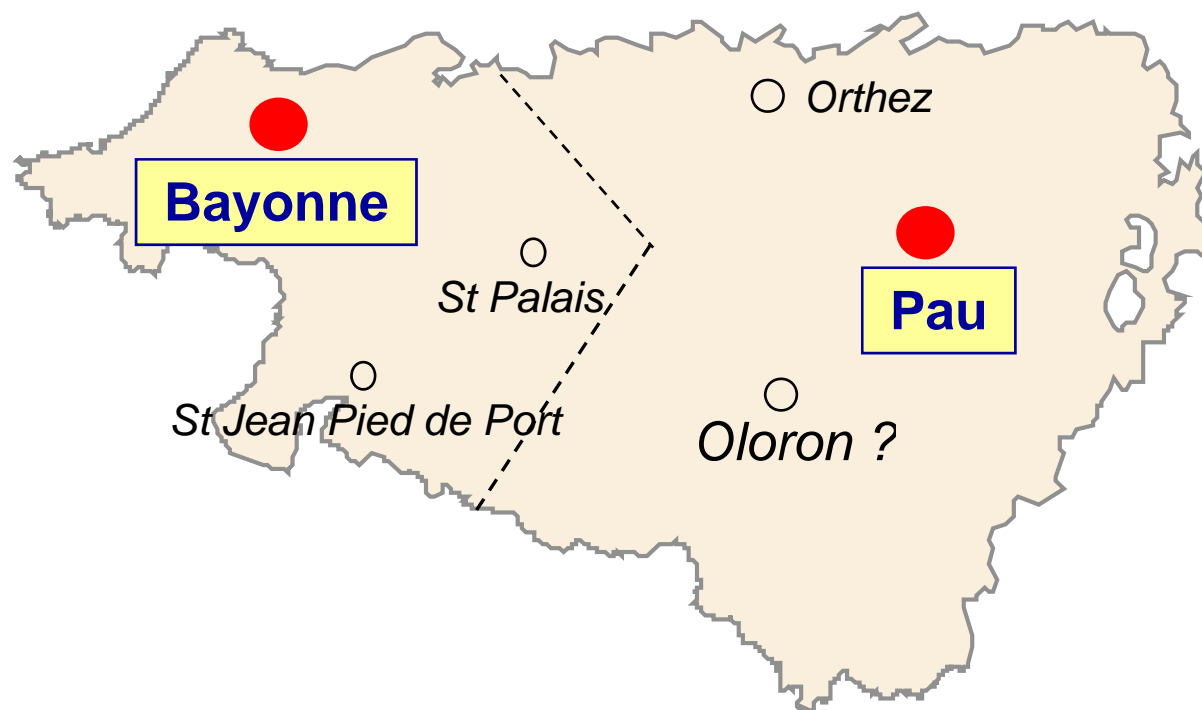 Orthez
Bayonne
St Palais
Pau
St Jean Pied de Port
Oloron ?